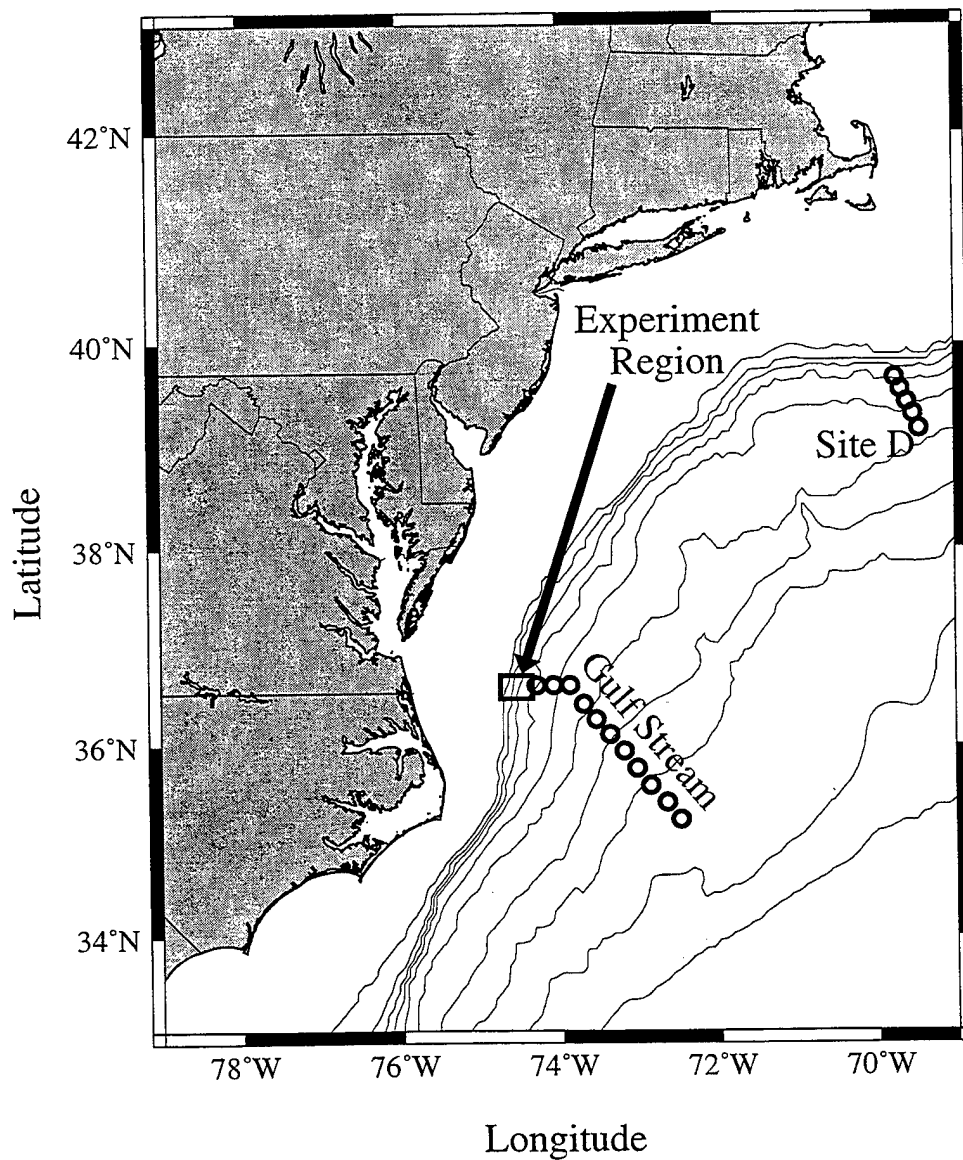 42°N
40°N
38°N
36°N
34°N
Latitude
Experiment
Region
Site D
Gulf Stream
78°W
76°W
74°W
72°W
70°W
Longitude